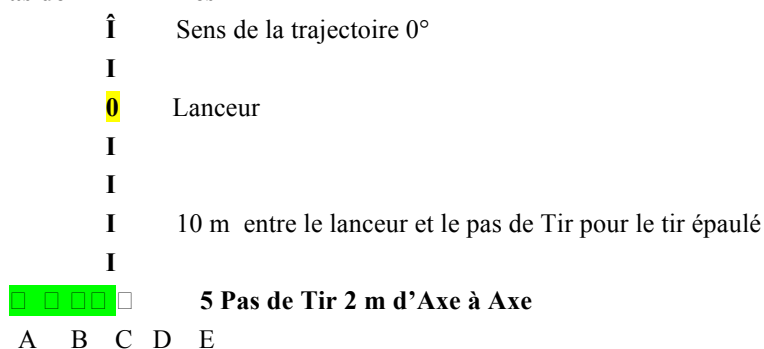 Î Sens de la trajectoire 0°
I
0 Lanceur
I
I
I 10 m entre le lanceur et le pas de Tir pour le tir épaulé
I
□ □ □ □ □ 5 Pas de Tir 2 m d’Axe à Axe
A B C D E